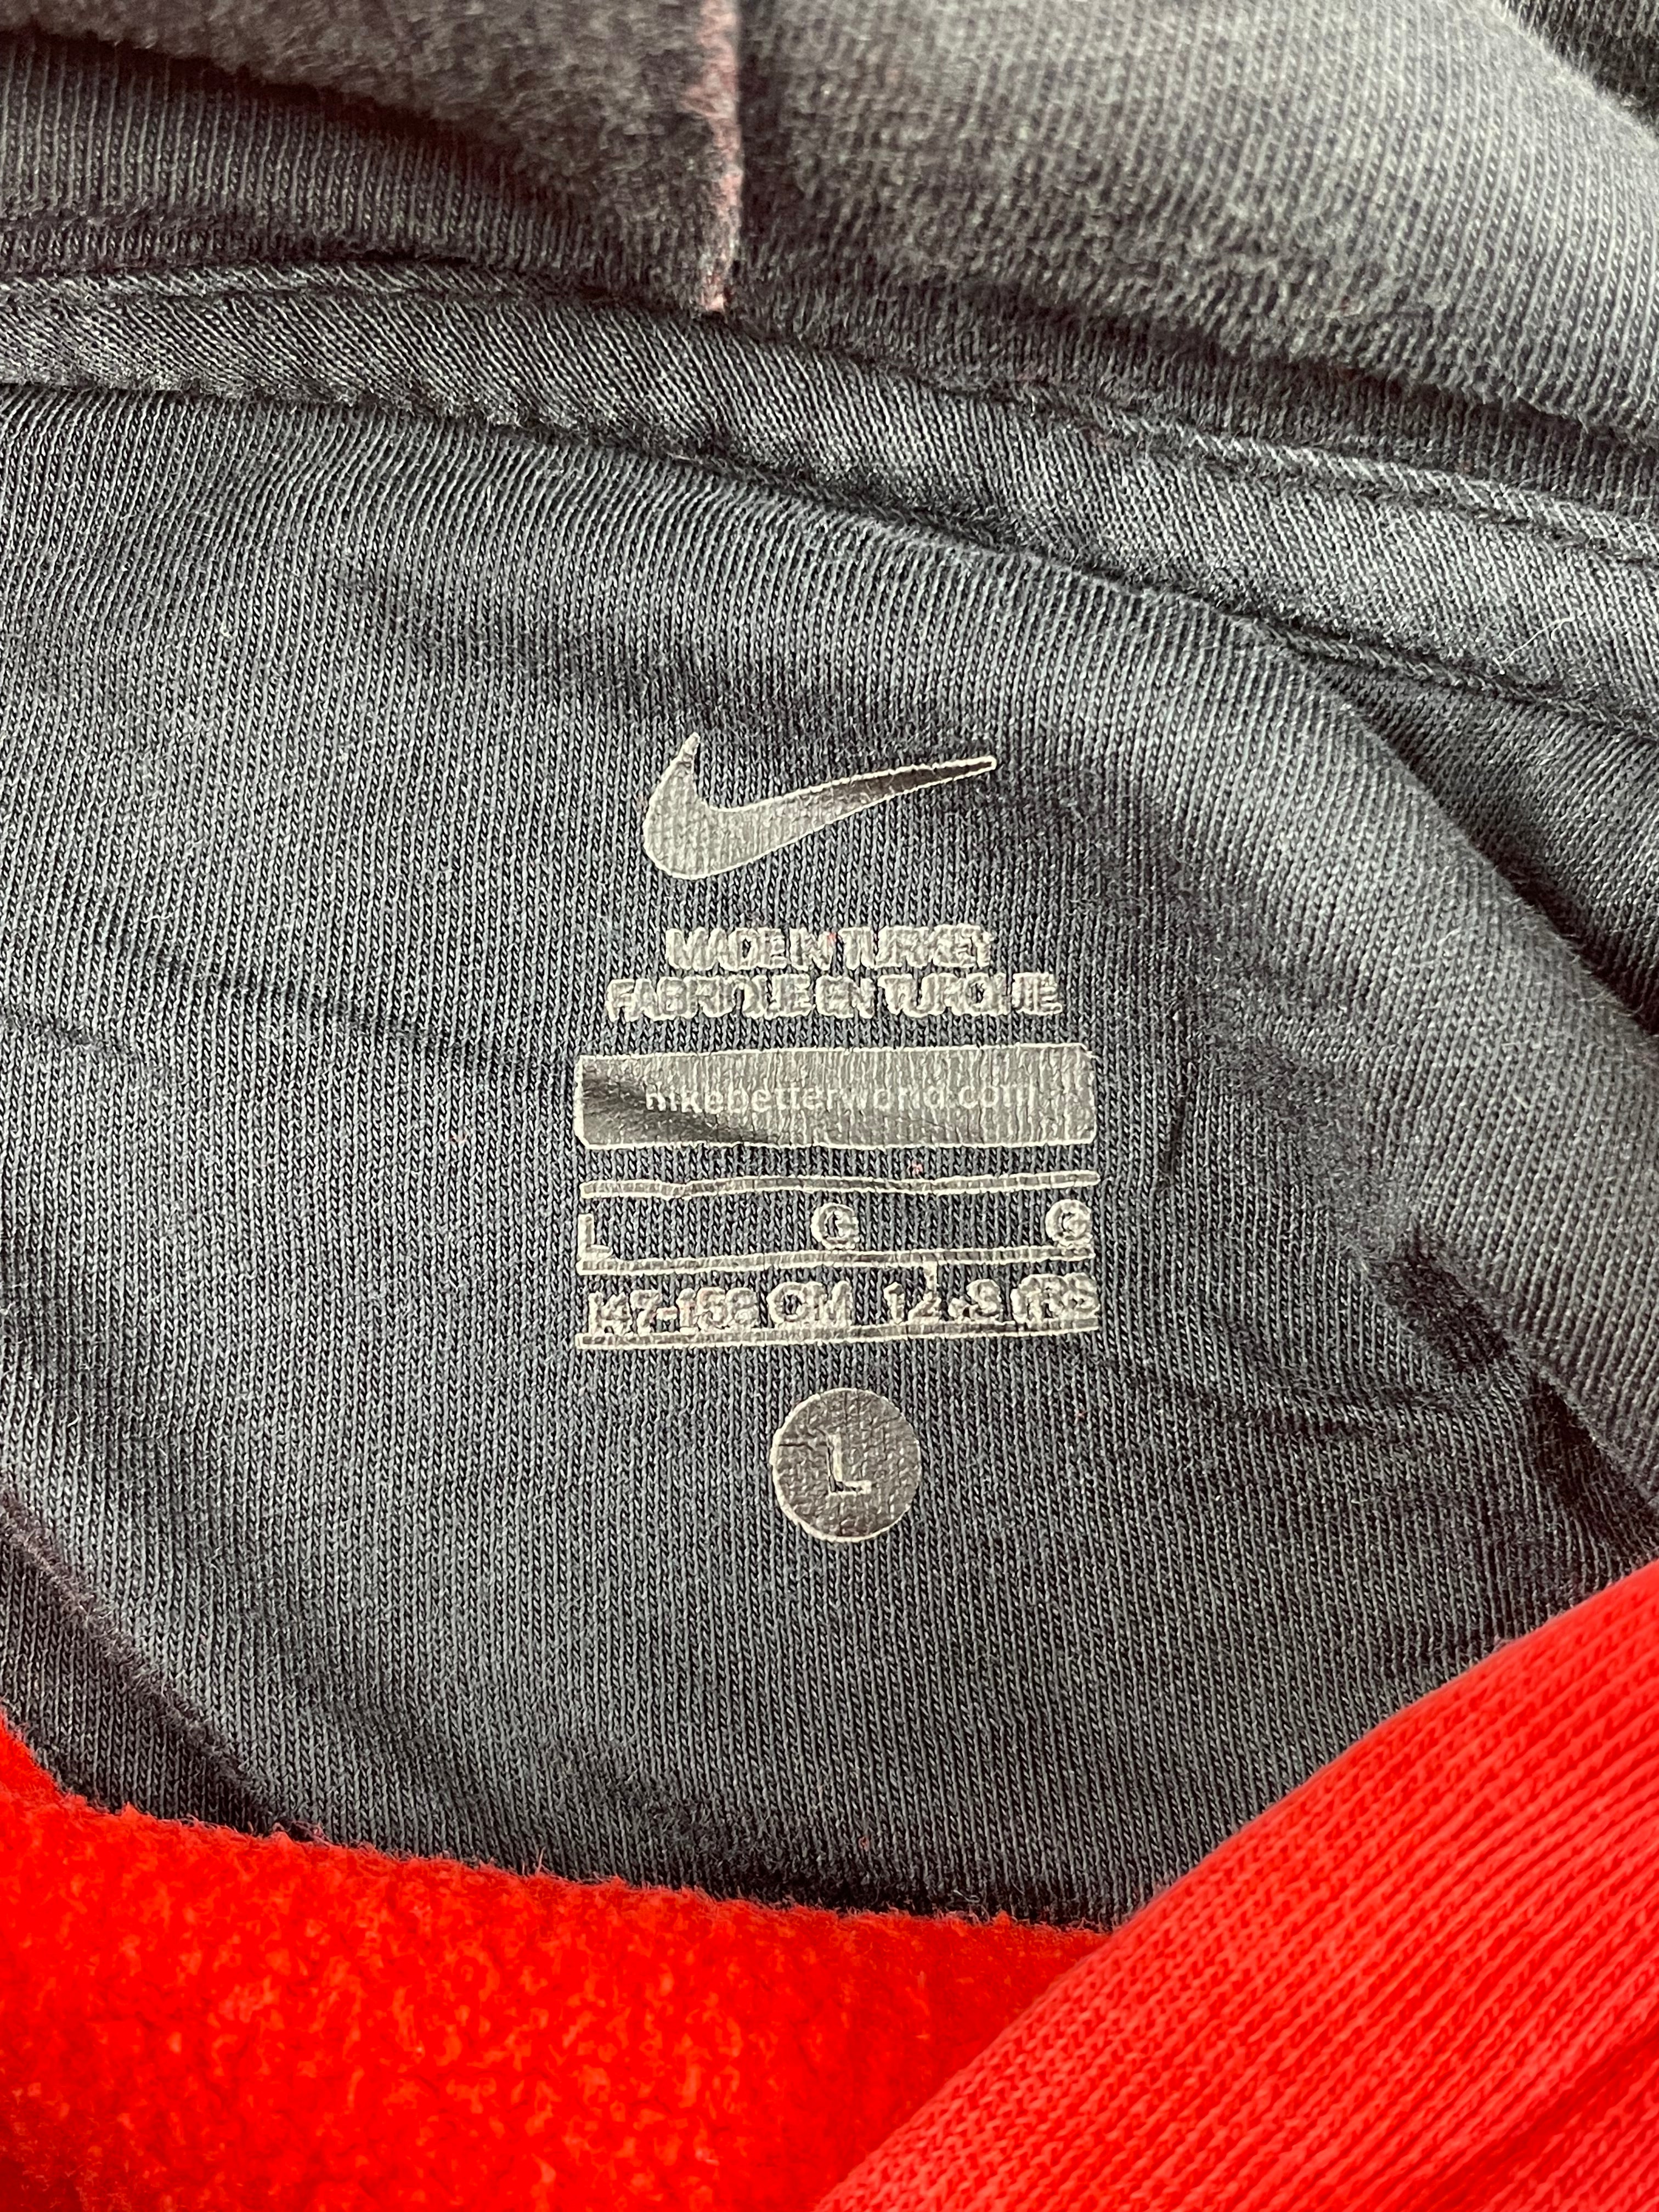 MADE IN TURKEY
FABRIQUE EN TURQUIE
nikebetterworld.com
L G G
147-158 CM 12-13 YRS
L